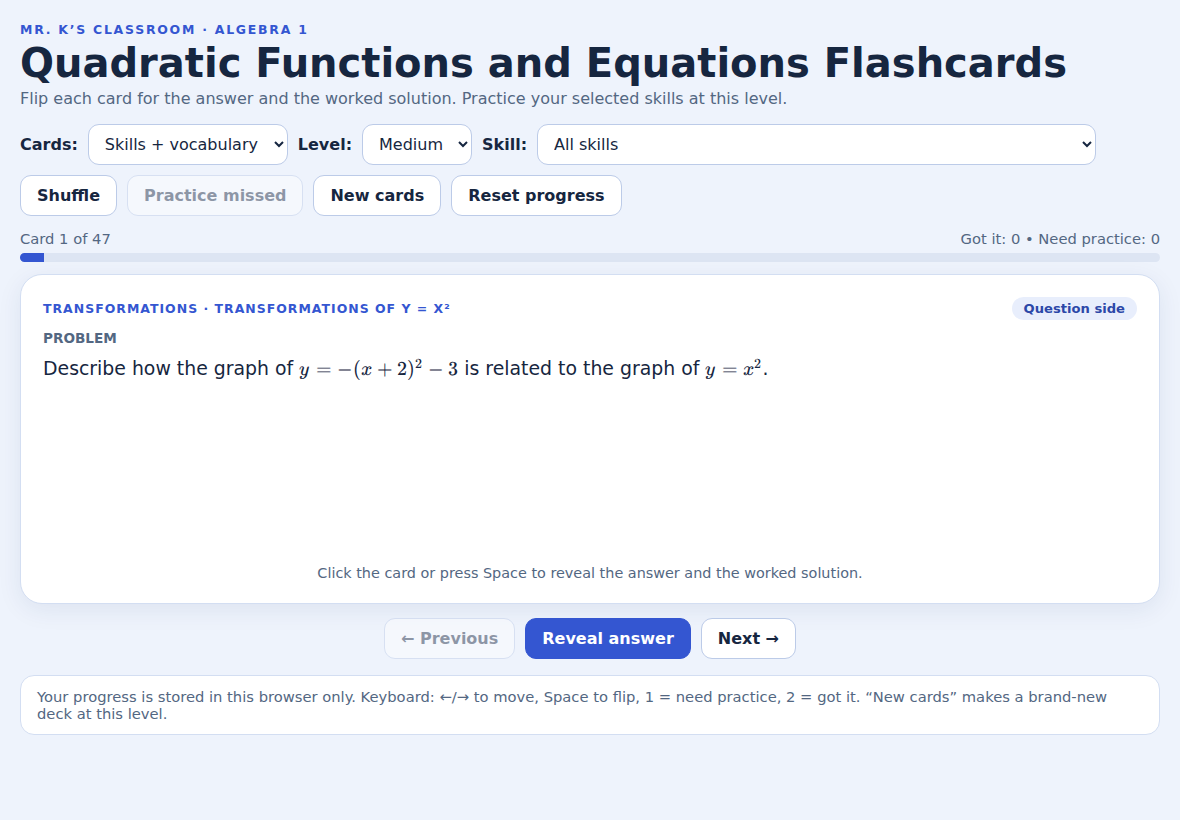 MR. K’S CLASSROOM · ALGEBRA 1
Quadratic Functions and Equations Flashcards
Flip each card for the answer and the worked solution. Practice your selected skills at this level.
Cards: Skills + vocabulary Level: Medium Skill: All skills
Shuffle Practice missed New cards Reset progress
Card 1 of 47 Got it: 0 • Need practice: 0
TRANSFORMATIONS · TRANSFORMATIONS OF Y = X² Question side
PROBLEM
Describe how the graph of y = −(x + 2)² − 3 is related to the graph of y = x².
Click the card or press Space to reveal the answer and the worked solution.
← Previous Reveal answer Next →
Your progress is stored in this browser only. Keyboard: ←/→ to move, Space to flip, 1 = need practice, 2 = got it. “New cards” makes a brand-new
deck at this level.